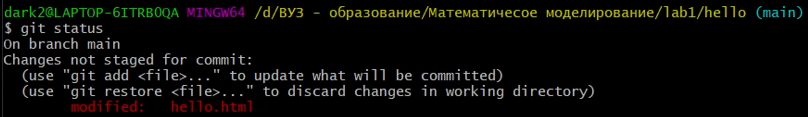 dark2@LAPTOP-6ITRB0QA MINGW64 /d/ВУЗ - образование/Математичесое моделирование/lab1/hello (main)
$ git status
On branch main
Changes not staged for commit:
  (use "git add <file>..." to update what will be committed)
  (use "git restore <file>..." to discard changes in working directory)
        modified:   hello.html